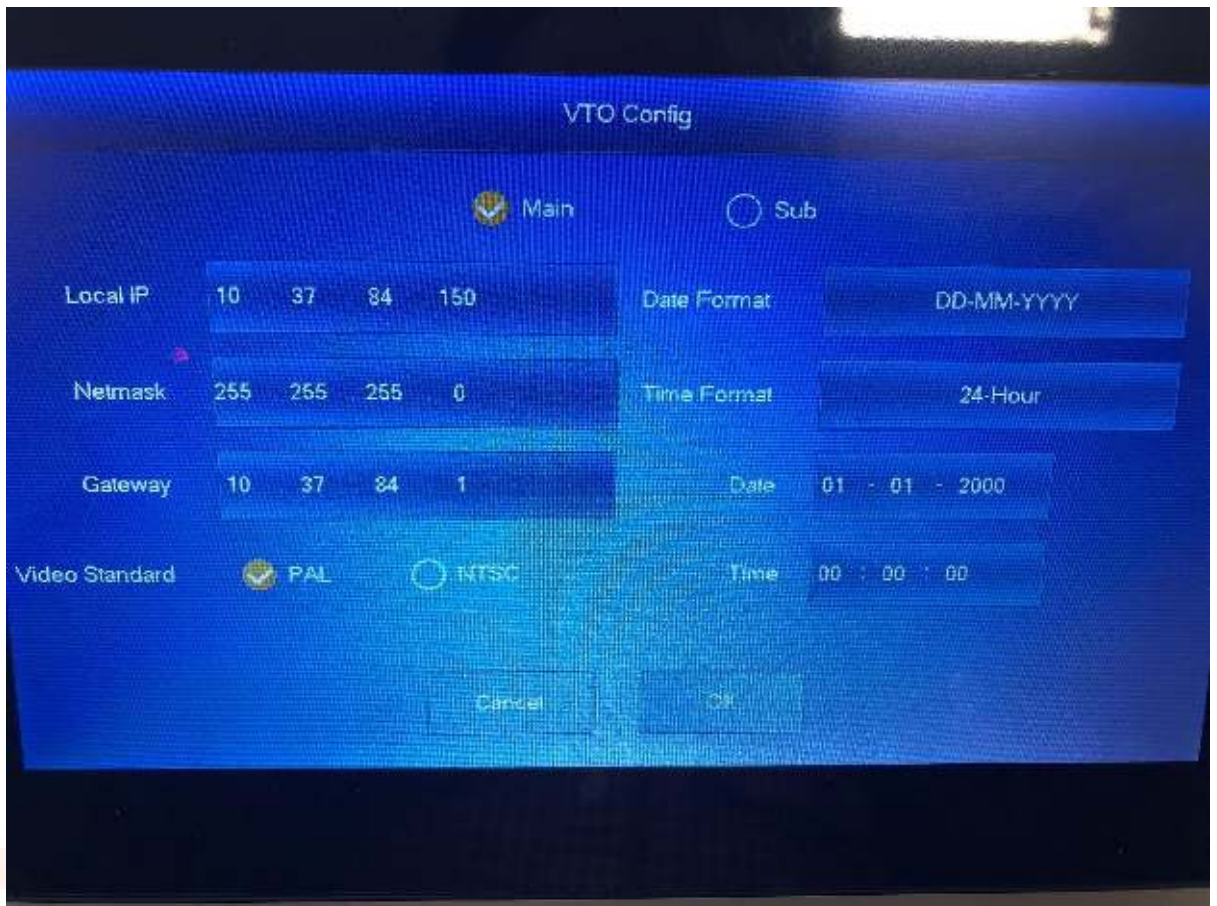 VTO Config
Main Sub
Local IP 10 37 84 150 Date Format DD-MM-YYYY
Netmask 255 255 255 0 Time Format 24-Hour
Gateway 10 37 84 1 Date 01 - 01 - 2000
Video Standard PAL NTSC Time 00 : 00 : 00
Cancel OK